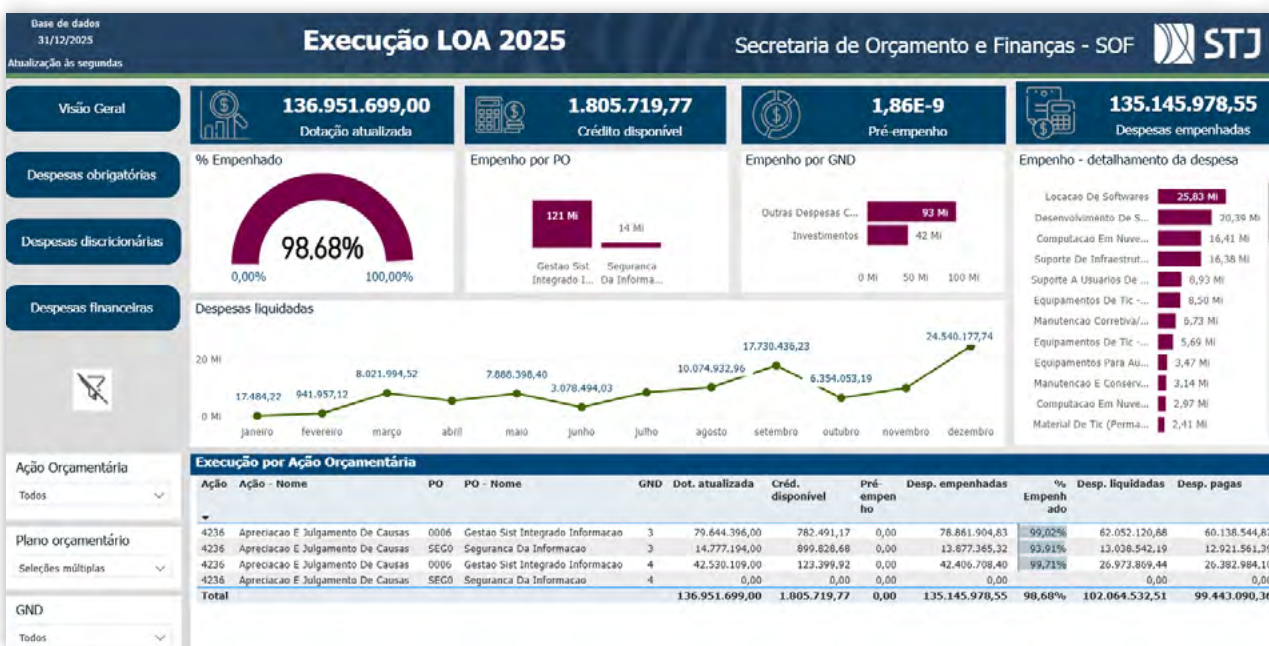 Base de dados
31/12/2025
Atualização às segundas
Execução LOA 2025
Secretaria de Orçamento e Finanças - SOF
STJ
Visão Geral
Despesas obrigatórias
Despesas discricionárias
Despesas financeiras
136.951.699,00
Dotação atualizada
1.805.719,77
Crédito disponível
1,86E-9
Pré-empenho
135.145.978,55
Despesas empenhadas
% Empenhado
98,68%
0,00%
100,00%
Empenho por PO
121 Mi
14 Mi
Gestao Sist Integrado I...
Seguranca Da Informa...
Empenho por GND
Outras Despesas C...
93 Mi
Investimentos
42 Mi
0 Mi 50 Mi 100 Mi
Empenho - detalhamento da despesa
Locacao De Softwares 25,83 Mi
Desenvolvimento De S... 20,39 Mi
Computacao Em Nuve... 16,41 Mi
Suporte De Infraestrut... 16,38 Mi
Suporte A Usuarios De ... 8,93 Mi
Equipamentos De Tic -... 8,50 Mi
Manutencao Corretiva/... 6,73 Mi
Equipamentos De Tic -... 5,69 Mi
Equipamentos Para Au... 3,47 Mi
Manutencao E Conserv... 3,14 Mi
Computacao Em Nuve... 2,97 Mi
Material De Tic (Perma... 2,41 Mi
Despesas liquidadas
20 Mi
0 Mi
17.484,22
941.957,12
8.021.994,52
7.888.398,40
3.078.494,03
10.074.932,96
17.730.436,23
6.354.053,19
24.540.177,74
janeiro fevereiro março abril maio junho julho agosto setembro outubro novembro dezembro
Ação Orçamentária
Todos
Plano orçamentário
Seleções múltiplas
GND
Todos
Execução por Ação Orçamentária
Ação Ação - Nome PO PO - Nome GND Dot. atualizada Créd. disponível Pré-empenho Desp. empenhadas % Empenhado Desp. liquidadas Desp. pagas
4236 Apreciacao E Julgamento De Causas 0006 Gestao Sist Integrado Informacao 3 79.644.396,00 782.491,17 0,00 78.861.904,83 99,02% 62.052.120,88 60.138.544,87
4236 Apreciacao E Julgamento De Causas SEG0 Seguranca Da Informacao 3 14.777.194,00 899.828,68 0,00 13.877.365,32 93,91% 13.038.542,19 12.921.561,39
4236 Apreciacao E Julgamento De Causas 0006 Gestao Sist Integrado Informacao 4 42.530.109,00 123.399,92 0,00 42.406.708,40 99,71% 26.973.869,44 26.382.984,10
4236 Apreciacao E Julgamento De Causas SEG0 Seguranca Da Informacao 4 0,00 0,00 0,00 0,00 0,00 0,00
Total 136.951.699,00 1.805.719,77 0,00 135.145.978,55 98,68% 102.064.532,51 99.443.090,36